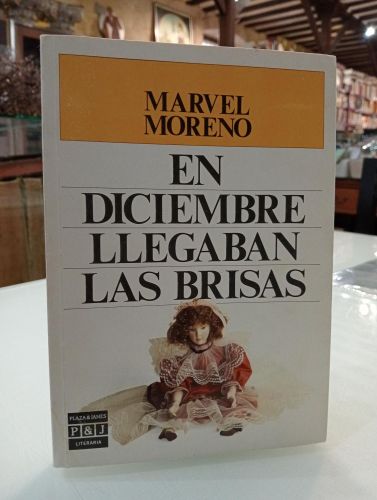 MARVEL
MORENO
EN
DICIEMBRE
LLEGABAN
LAS BRISAS
PLAZA & JANES
P&J
LITERARIA